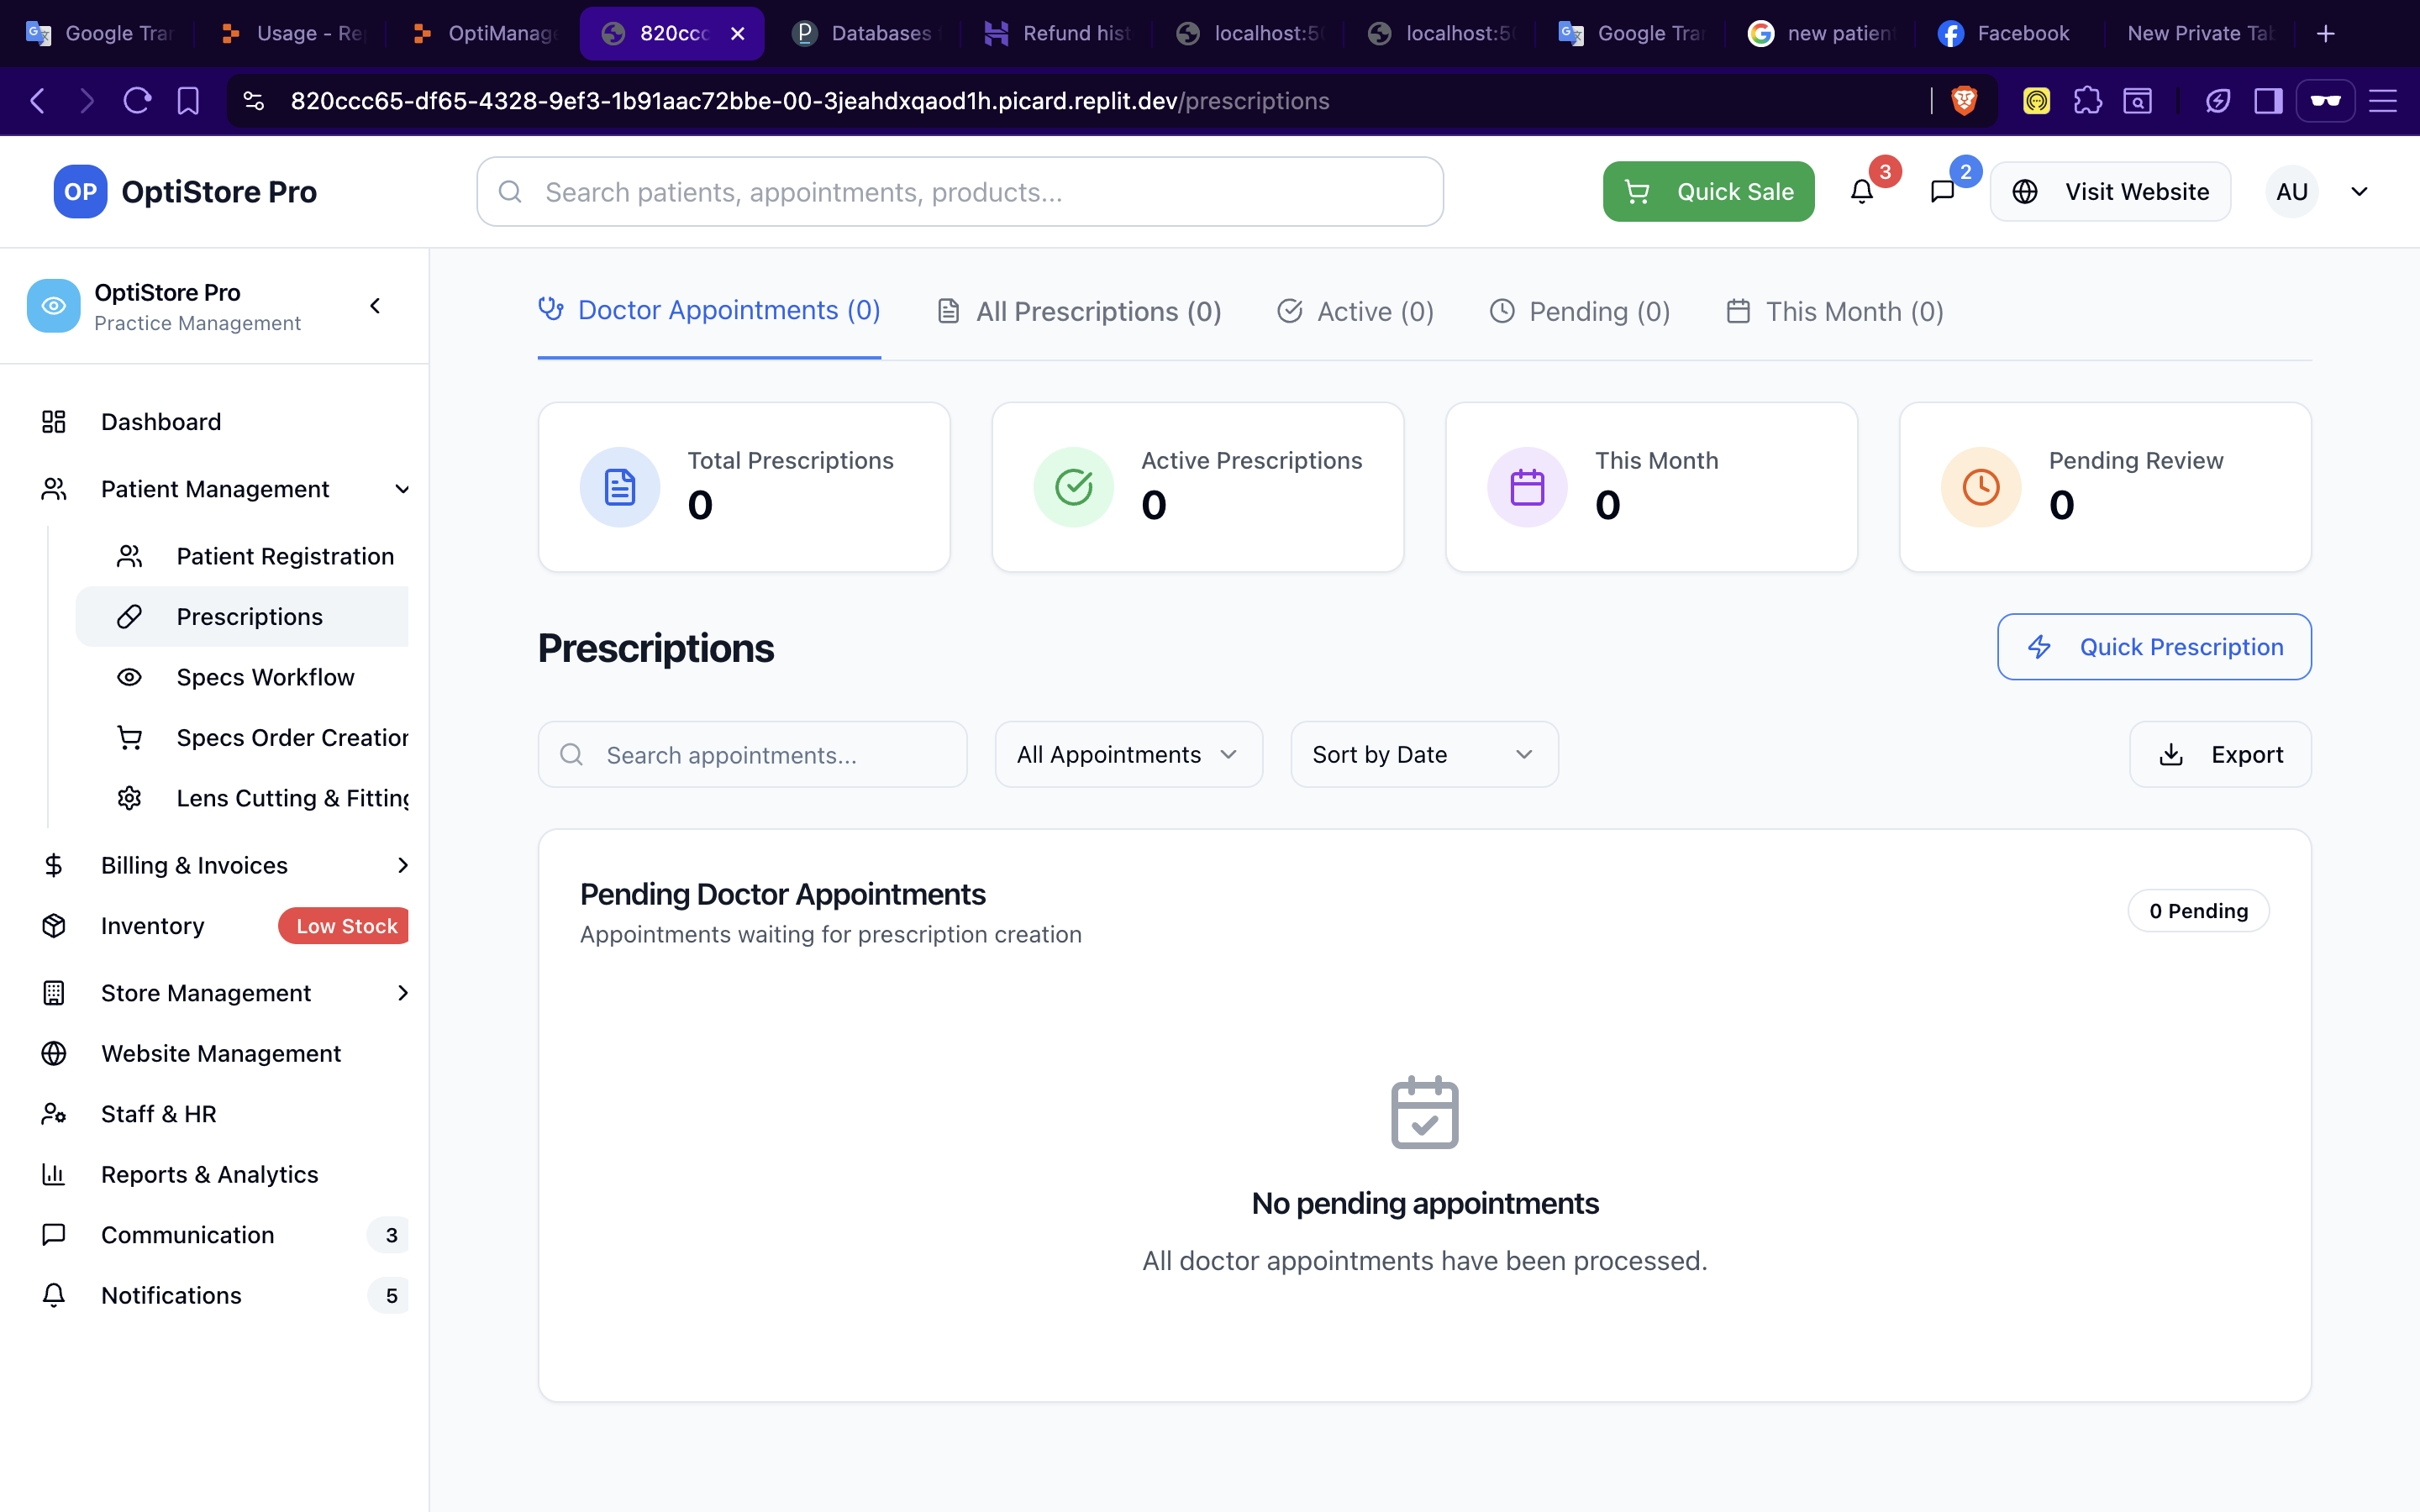 Google Tra
Usage - Re
OptiManage
820ccc
Databases
Refund hist
localhost:5
localhost:5
Google Tra
new patien
Facebook
New Private Tab
820ccc65-df65-4328-9ef3-1b91aac72bbe-00-3jeahdxqaod1h.picard.replit.dev/prescriptions
OP OptiStore Pro
Search patients, appointments, products...
Quick Sale
3
2
Visit Website
AU
OptiStore Pro
Practice Management
Dashboard
Patient Management
Patient Registration
Prescriptions
Specs Workflow
Specs Order Creation
Lens Cutting & Fitting
Billing & Invoices
Inventory Low Stock
Store Management
Website Management
Staff & HR
Reports & Analytics
Communication 3
Notifications 5
Doctor Appointments (0) All Prescriptions (0) Active (0) Pending (0) This Month (0)
Total Prescriptions
0
Active Prescriptions
0
This Month
0
Pending Review
0
Prescriptions
Quick Prescription
Search appointments...
All Appointments
Sort by Date
Export
Pending Doctor Appointments
Appointments waiting for prescription creation
0 Pending
No pending appointments
All doctor appointments have been processed.